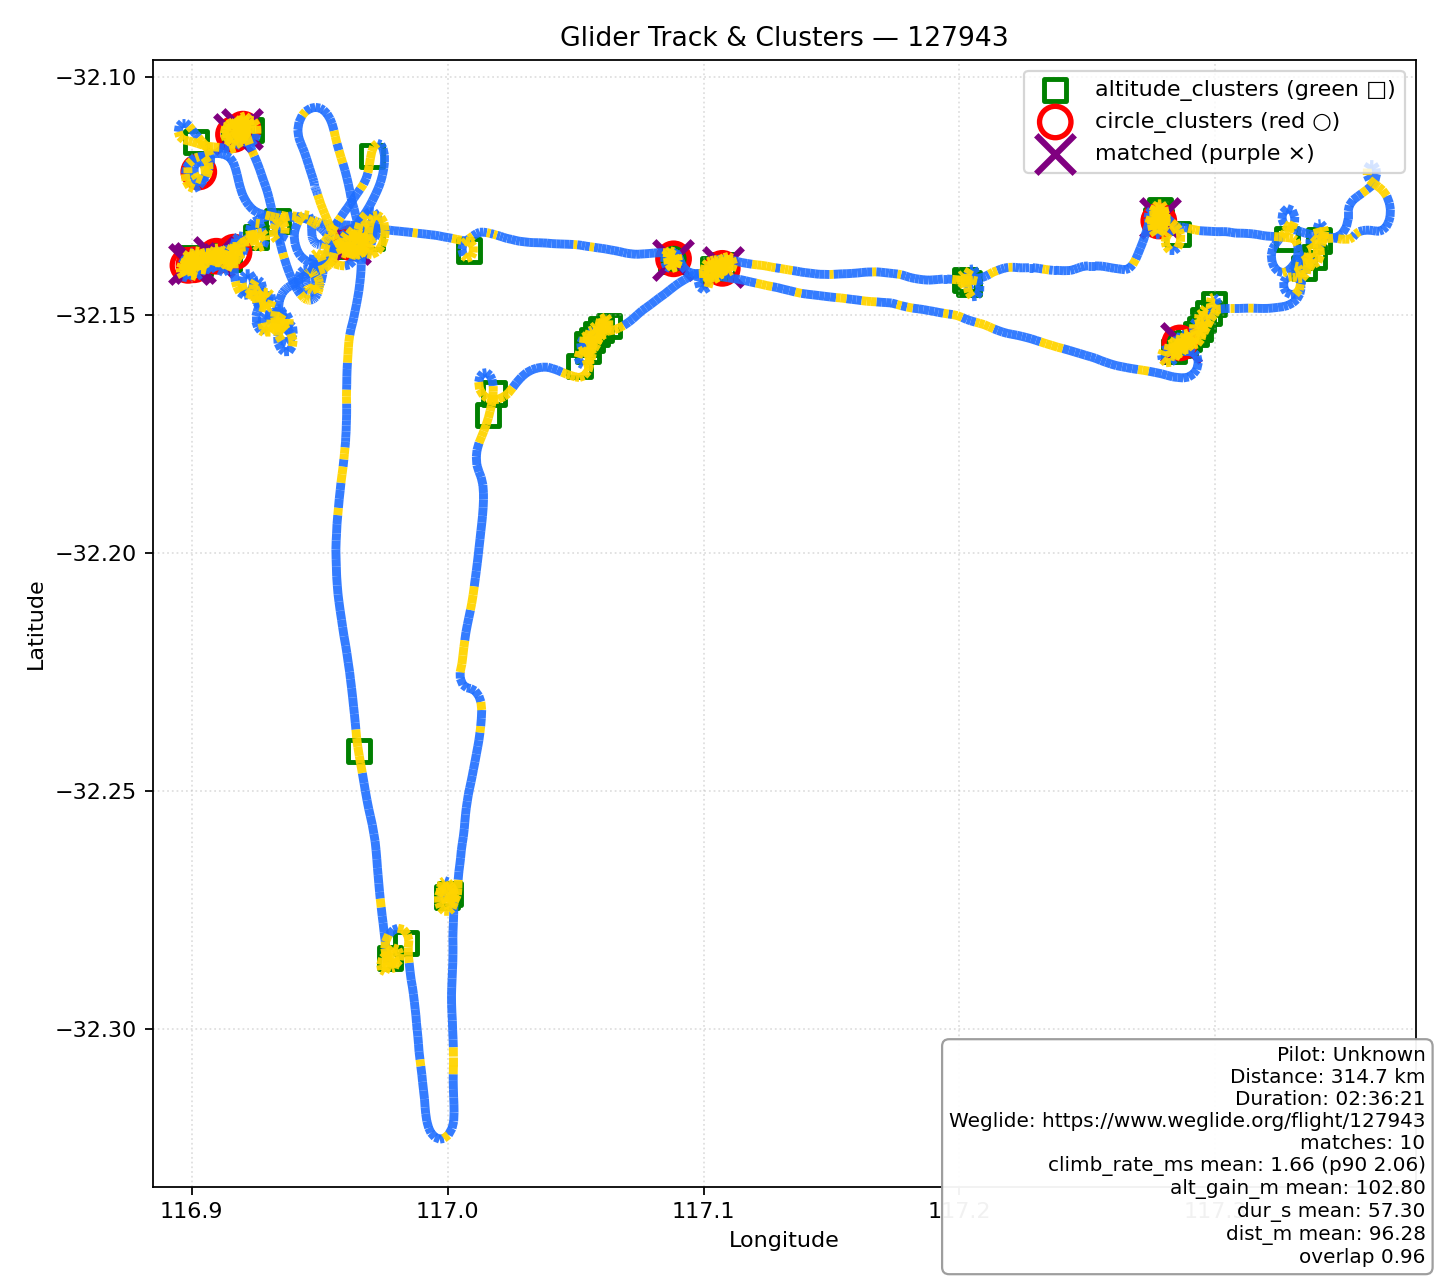 Glider Track & Clusters — 127943
altitude_clusters (green □)
circle_clusters (red ○)
matched (purple ×)
−32.10
−32.15
−32.20
−32.25
−32.30
Latitude
116.9
117.0
117.1
117.2
Longitude
Pilot: Unknown
Distance: 314.7 km
Duration: 02:36:21
Weglide: https://www.weglide.org/flight/127943
matches: 10
climb_rate_ms mean: 1.66 (p90 2.06)
alt_gain_m mean: 102.80
dur_s mean: 57.30
dist_m mean: 96.28
overlap 0.96